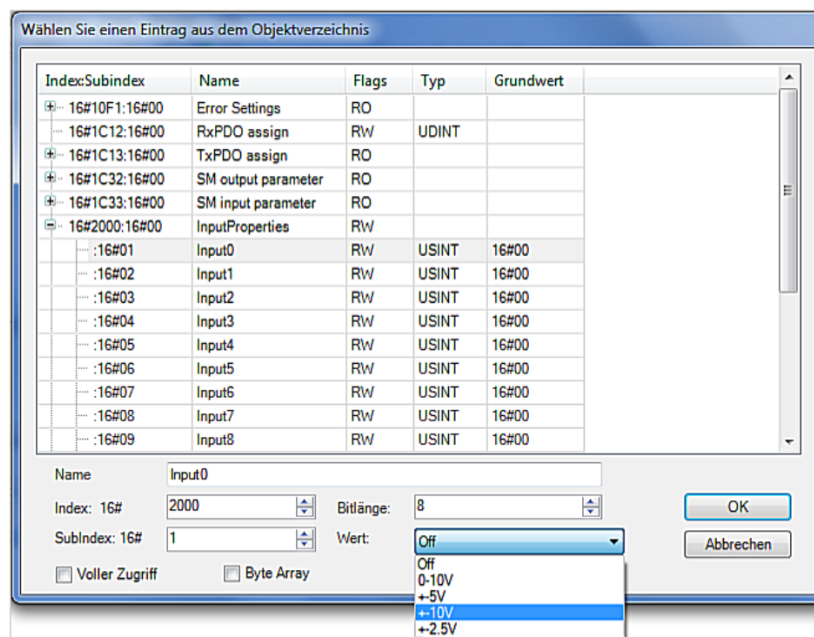 Wählen Sie einen Eintrag aus dem Objektverzeichnis
Index:Subindex Name Flags Typ Grundwert
16#10F1:16#00 Error Settings RO
16#1C12:16#00 RxPDO assign RW UDINT
16#1C13:16#00 TxPDO assign RO
16#1C32:16#00 SM output parameter RO
16#1C33:16#00 SM input parameter RO
16#2000:16#00 InputProperties RW
:16#01 Input0 RW USINT 16#00
:16#02 Input1 RW USINT 16#00
:16#03 Input2 RW USINT 16#00
:16#04 Input3 RW USINT 16#00
:16#05 Input4 RW USINT 16#00
:16#06 Input5 RW USINT 16#00
:16#07 Input6 RW USINT 16#00
:16#08 Input7 RW USINT 16#00
:16#09 Input8 RW USINT 16#00
Name Input0
Index: 16# 2000 Bitlänge: 8 OK
SubIndex: 16# 1 Wert: Off Abbrechen
Voller Zugriff Byte Array
Off
0-10V
+-5V
+-10V
+-2.5V